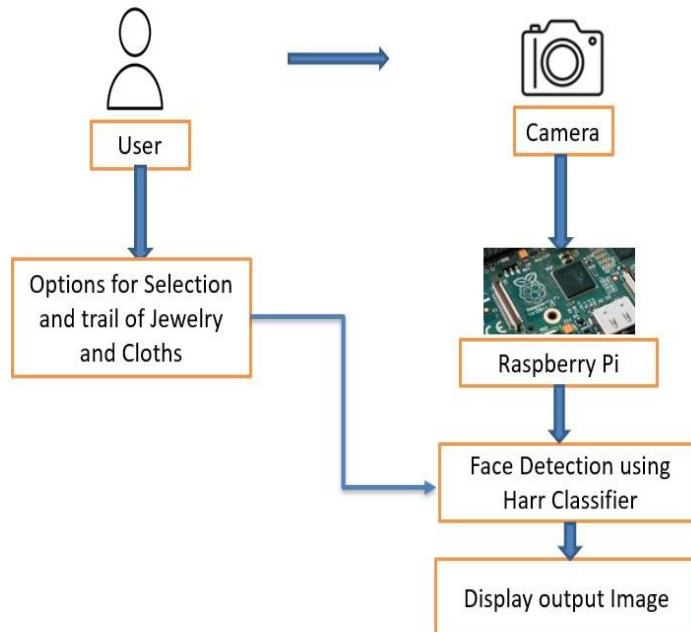 User
Camera
Options for Selection
and trail of Jewelry
and Cloths
Raspberry Pi
Face Detection using
Harr Classifier
Display output Image